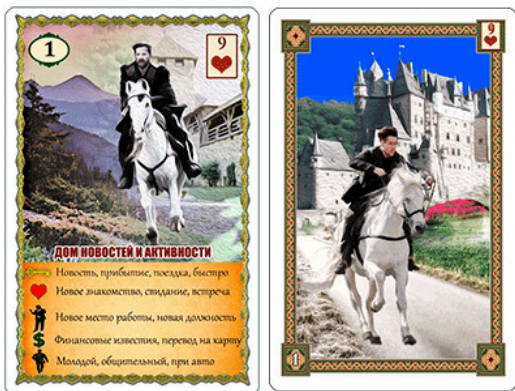 1
9
ДОМ НОВОСТЕЙ И АКТИВНОСТИ
Новость, прибытие, поездка, быстро
Новое знакомство, свидание, встреча
Новое место работы, новая должность
$ Финансовые известия, перевод на карту
Молодой, общительный, при авто
9
1